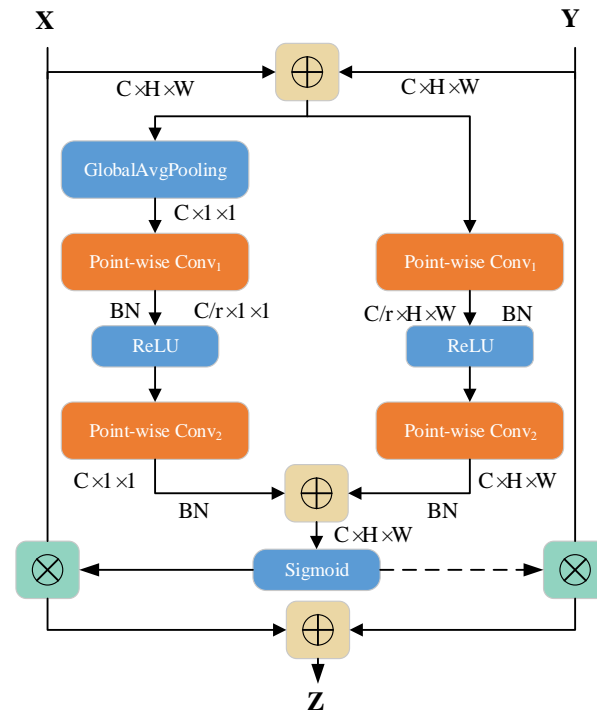 X Y
C×H×W C×H×W
GlobalAvgPooling
C×1×1
Point-wise Conv₁ Point-wise Conv₁
BN C/r×1×1 C/r×H×W BN
ReLU ReLU
Point-wise Conv₂ Point-wise Conv₂
C×1×1 C×H×W
BN BN
C×H×W
Sigmoid
Z